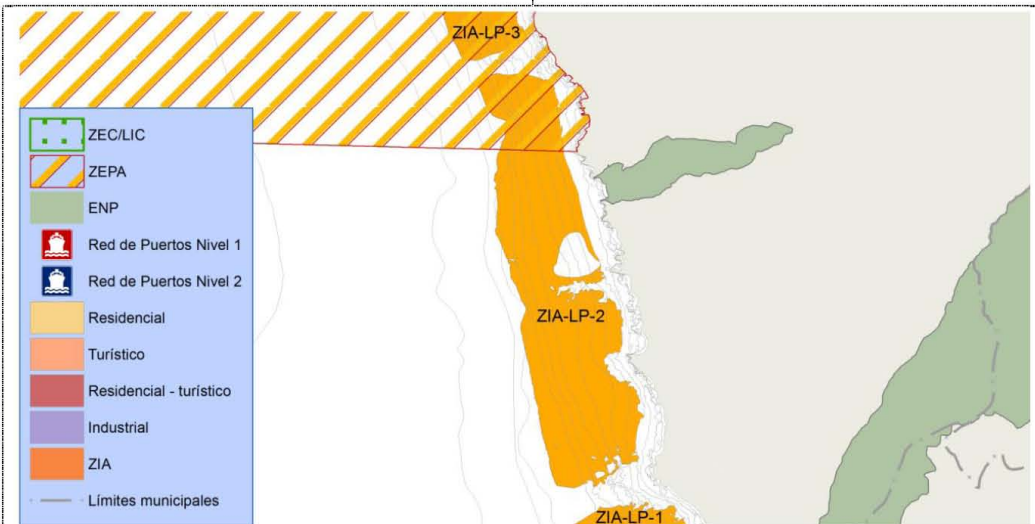 ZIA-LP-3
ZEC/LIC
ZEPA
ENP
Red de Puertos Nivel 1
Red de Puertos Nivel 2
Residencial
Turístico
Residencial - turístico
Industrial
ZIA
Límites municipales
ZIA-LP-2
ZIA-LP-1